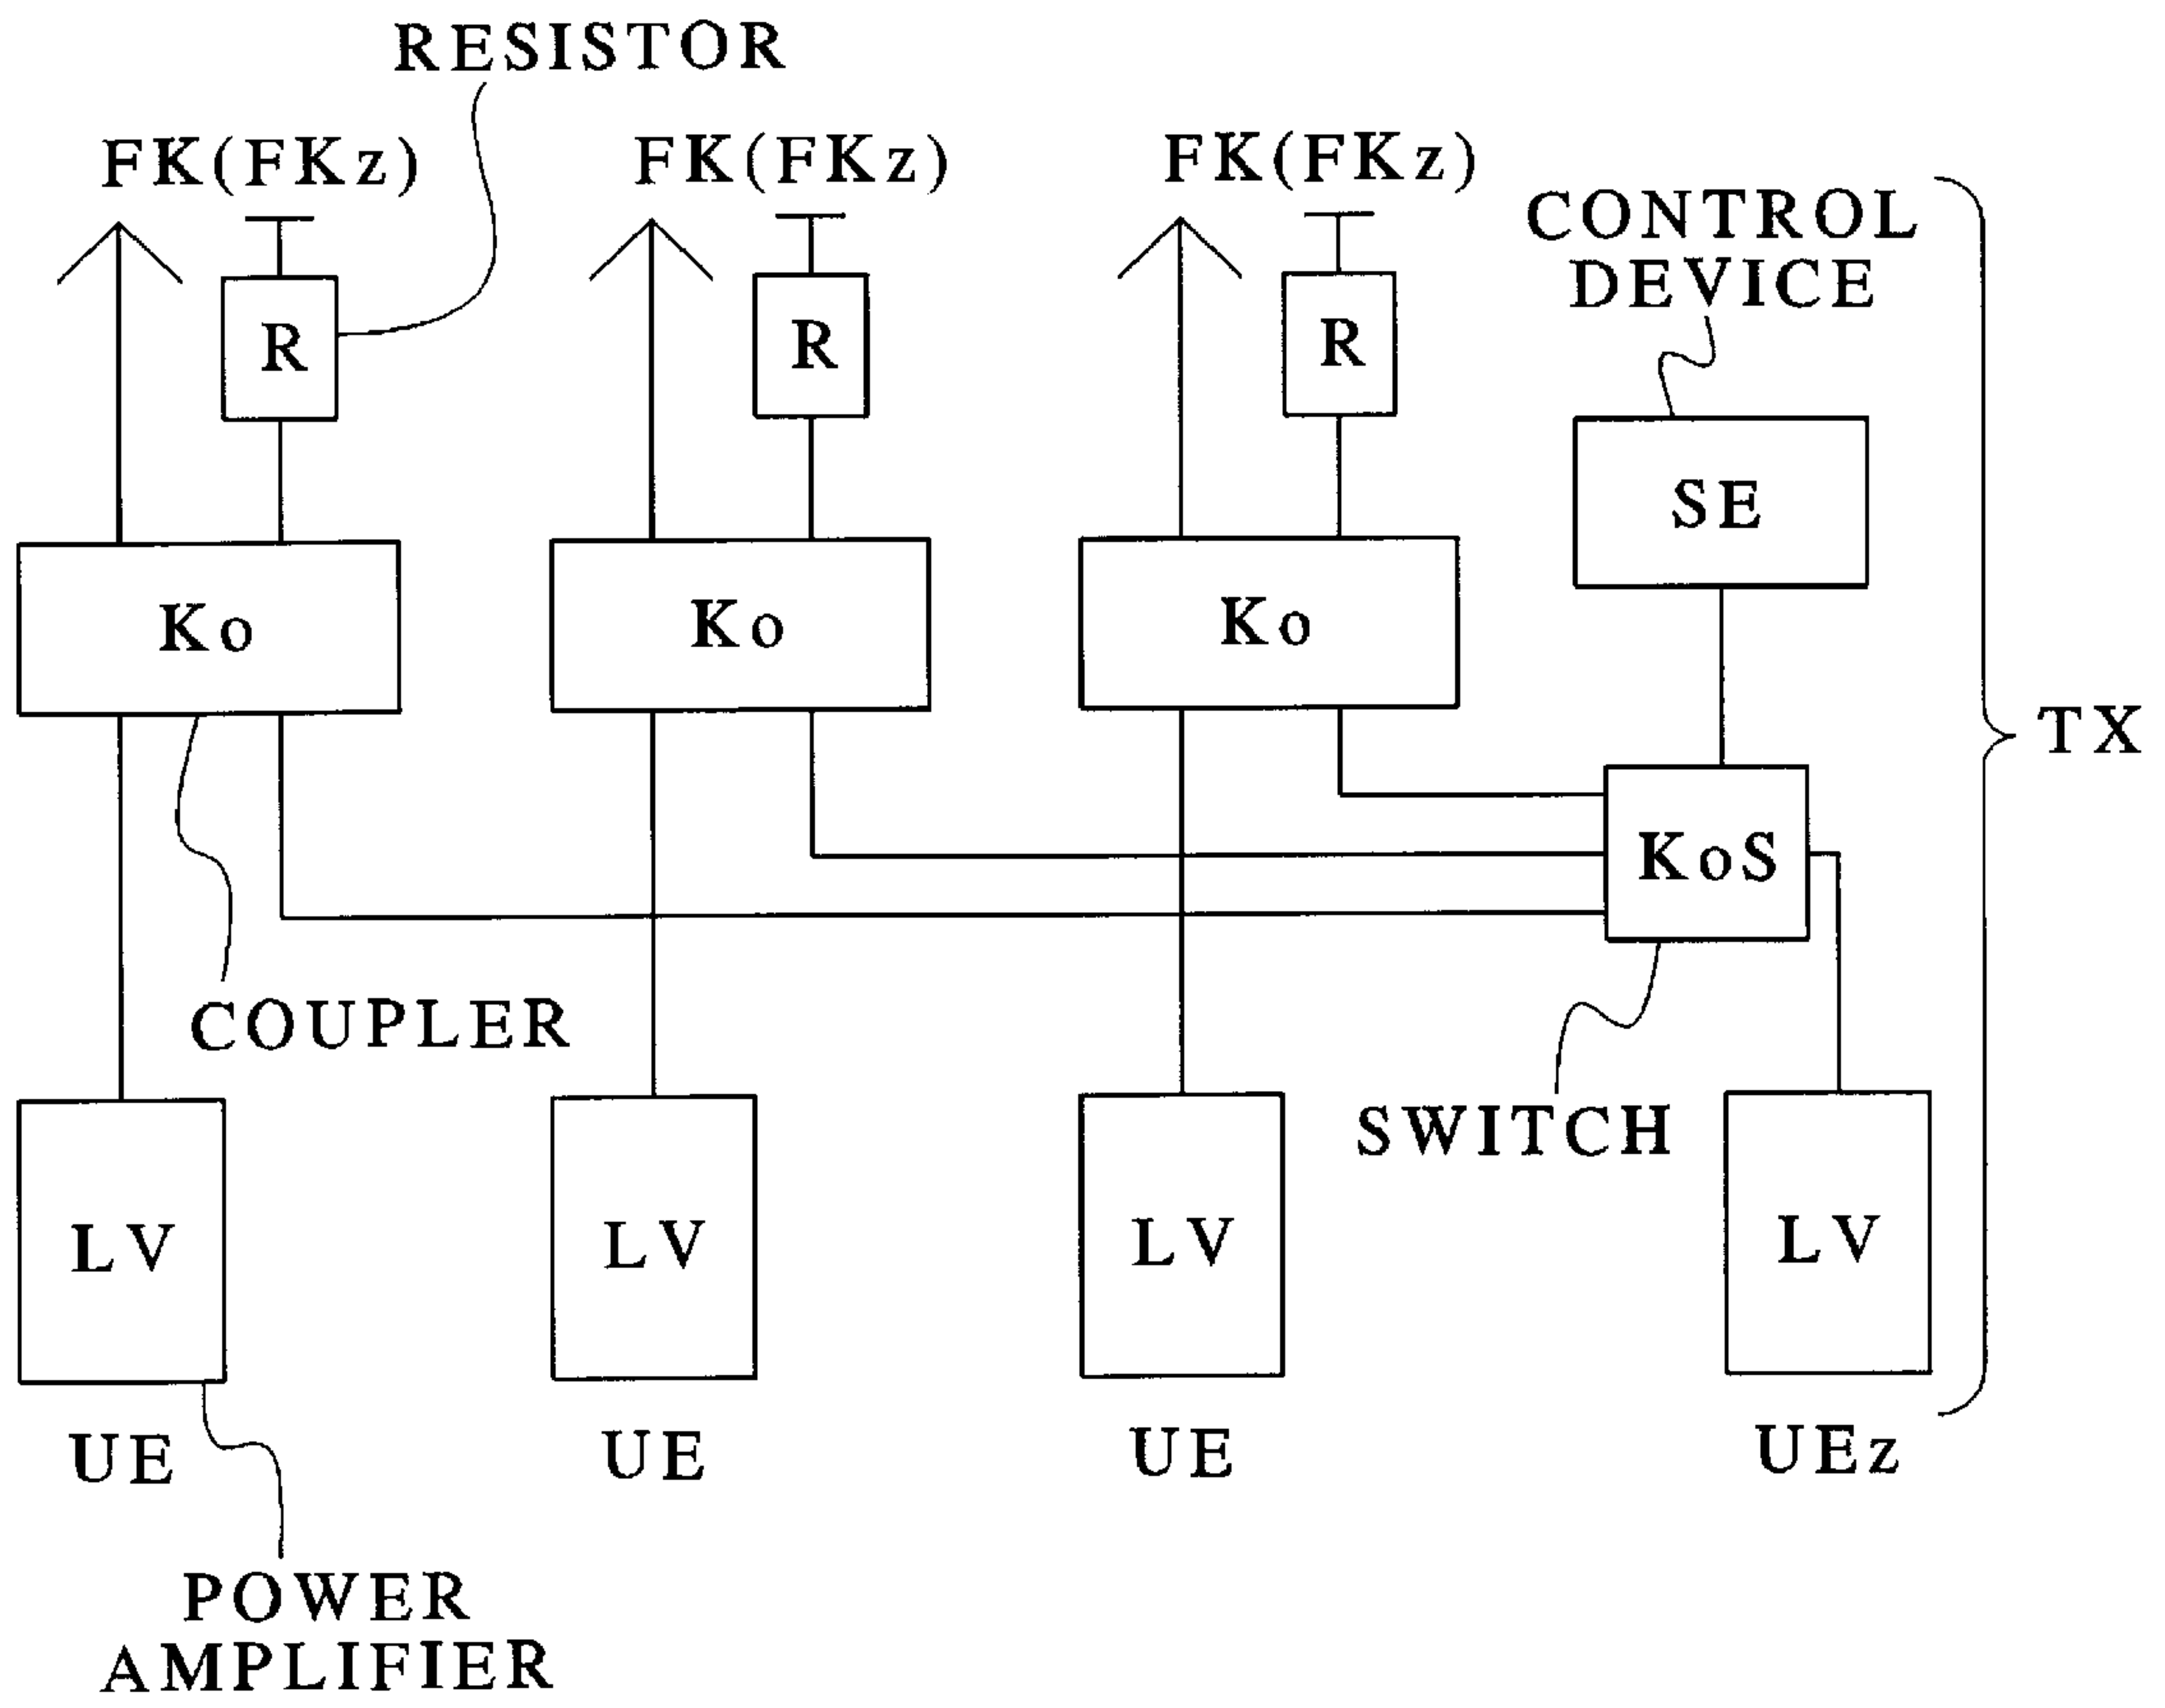 RESISTOR
FK(FKz)
FK(FKz)
FK(FKz)
CONTROL
DEVICE
R
R
R
SE
Ko
Ko
Ko
TX
KoS
COUPLER
SWITCH
LV
LV
LV
LV
UE
UE
UE
UEz
POWER
AMPLIFIER